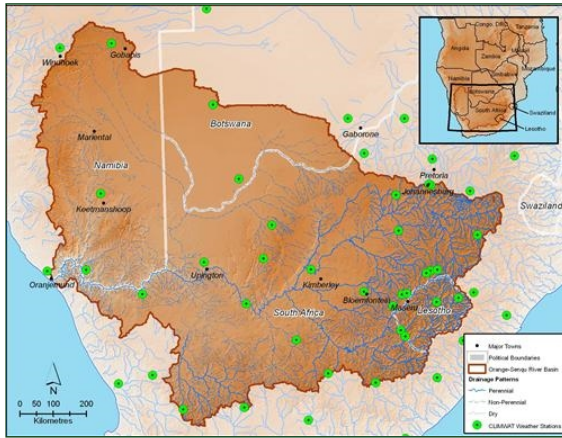 Congo, DRC
Tanzania
Angola
Zambia
Malawi
Mozambique
Zimbabwe
Namibia
Botswana
South Africa
Swaziland
Lesotho
Windhoek
Gobabis
Mariental
Namibia
Keetmanshoop
Botswana
Gaborone
Pretoria
Johannesburg
Swaziland
Oranjemund
Upington
Kimberley
Bloemfontein
Maseru
Lesotho
South Africa
N
0 50 100 200
Kilometres
Major Towns
Political Boundaries
Orange-Senqu River Basin
Drainage Patterns
Perennial
Non-Perennial
Dry
CLIMWAT Weather Stations